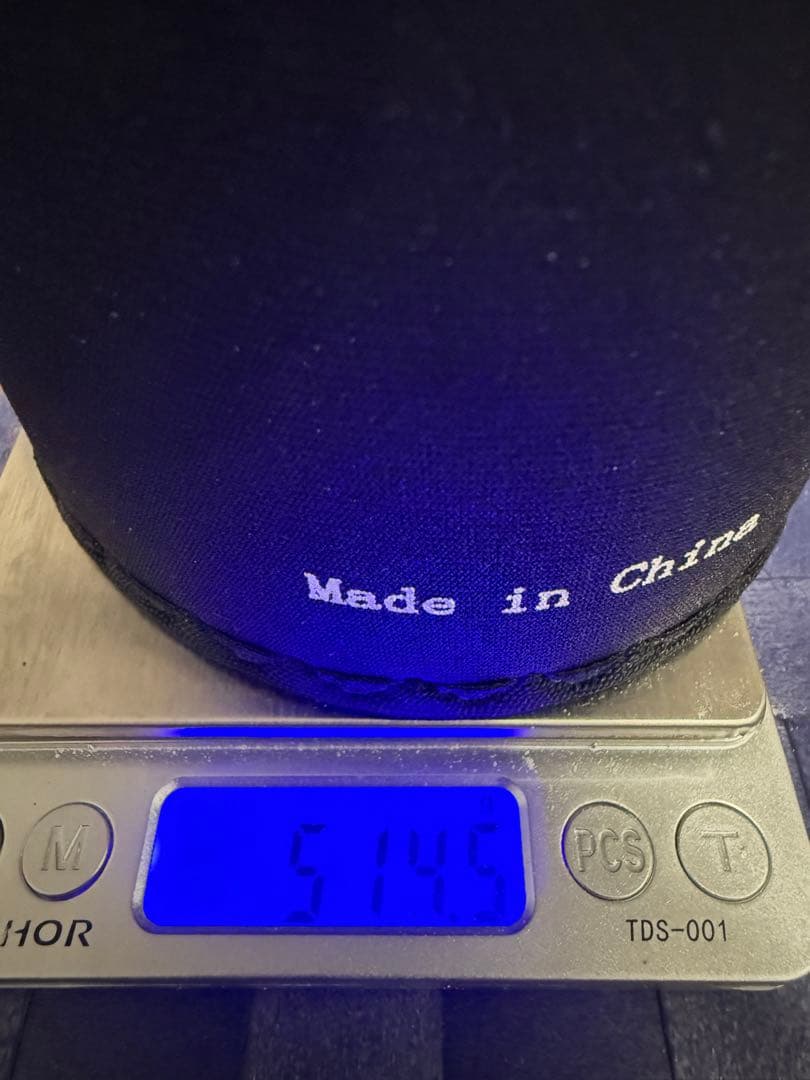 Made in China
514.5
M
PCS
T
HOR
TDS-001